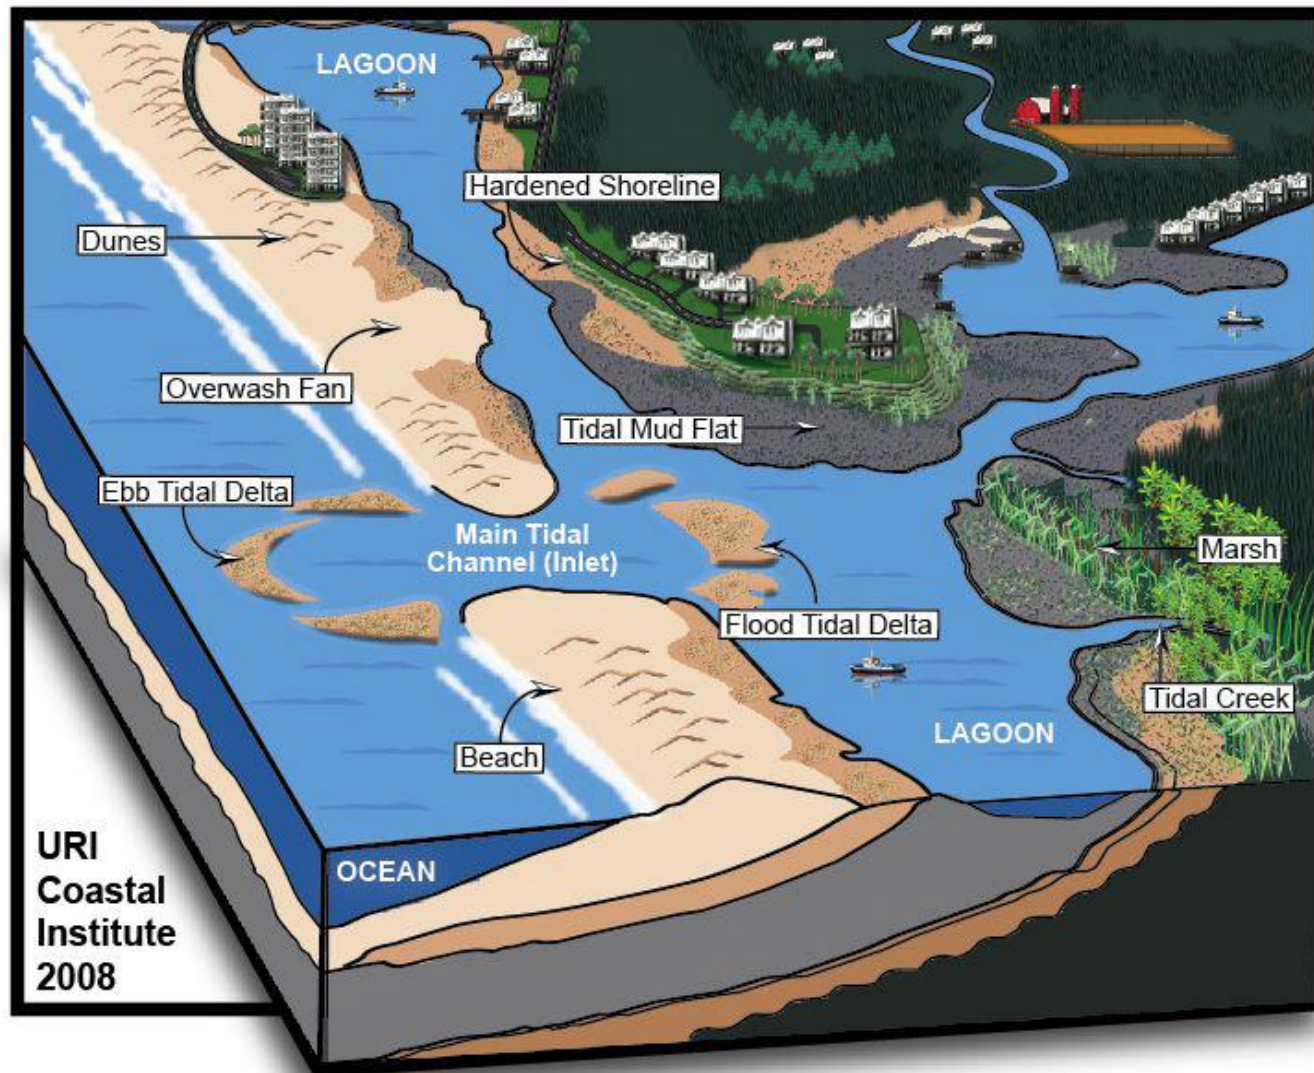 LAGOON
Hardened Shoreline
Dunes
Overwash Fan
Tidal Mud Flat
Ebb Tidal Delta
Main Tidal
Channel (Inlet)
Marsh
Flood Tidal Delta
Tidal Creek
LAGOON
Beach
OCEAN
URI
Coastal
Institute
2008